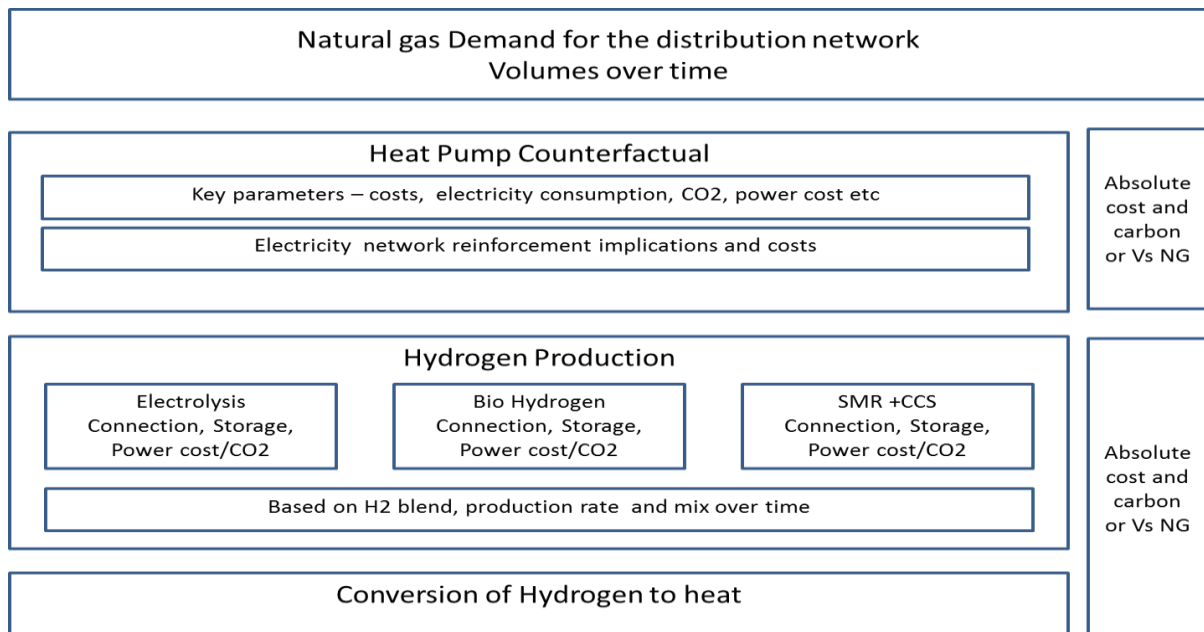 Natural gas Demand for the distribution network
Volumes over time
Heat Pump Counterfactual
Key parameters – costs, electricity consumption, CO2, power cost etc
Electricity network reinforcement implications and costs
Absolute
cost and
carbon
or Vs NG
Hydrogen Production
Electrolysis
Connection, Storage,
Power cost/CO2
Bio Hydrogen
Connection, Storage,
Power cost/CO2
SMR +CCS
Connection, Storage,
Power cost/CO2
Based on H2 blend, production rate and mix over time
Absolute
cost and
carbon
or Vs NG
Conversion of Hydrogen to heat